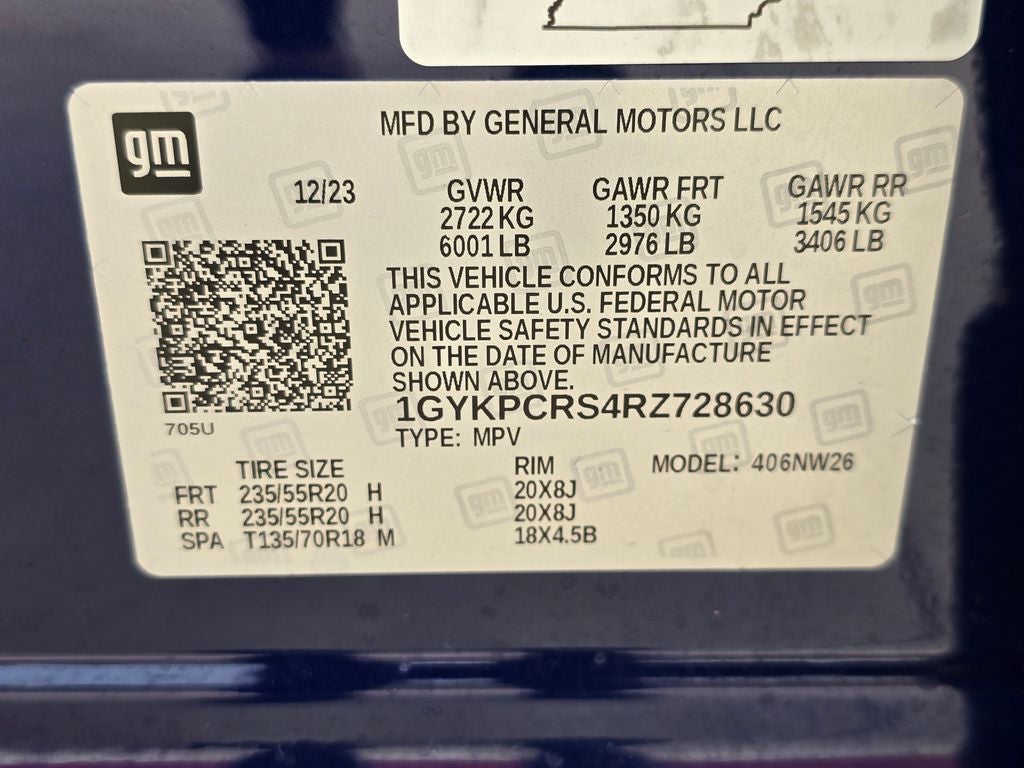 gm
MFD BY GENERAL MOTORS LLC
12/23 GVWR GAWR FRT GAWR RR
2722 KG 1350 KG 1545 KG
6001 LB 2976 LB 3406 LB
THIS VEHICLE CONFORMS TO ALL
APPLICABLE U.S. FEDERAL MOTOR
VEHICLE SAFETY STANDARDS IN EFFECT
ON THE DATE OF MANUFACTURE
SHOWN ABOVE.
1GYKPCRS4RZ728630
705U
TYPE: MPV
TIRE SIZE RIM MODEL: 406NW26
FRT 235/55R20 H 20X8J
RR 235/55R20 H 20X8J
SPA T135/70R18 M 18X4.5B